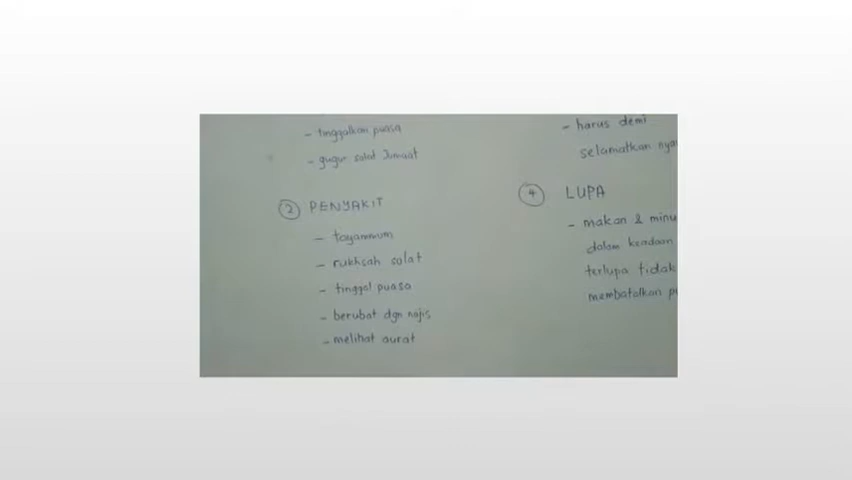 - tinggalkan puasa
- gugur solat Jumaat
② PENYAKIT
- tayammum
- rukhsah solat
- tinggal puasa
- berubat dgn najis
- melihat aurat
- harus demi
selamatkan
④ LUPA
- makan &
dalam keadaan
terlupa tidak
membatalkan